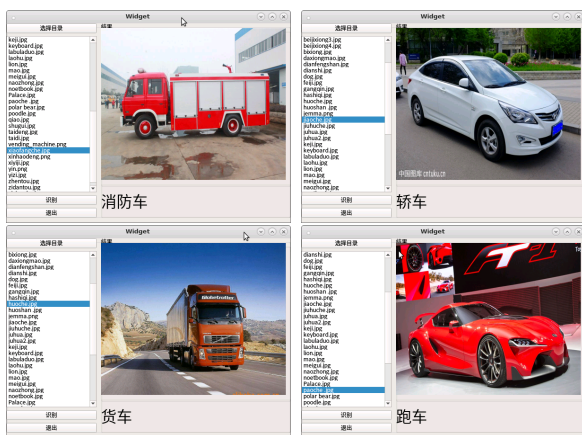 Widget
选择目录
结果
keji.jpg
keyboard.jpg
labuladuo.jpg
laohu.jpg
lion.jpg
mao.jpg
meigui.jpg
naozhong.jpg
noetbook.jpg
Palace.jpg
paoche .jpg
polar bear.jpg
poodle.jpg
qiao.jpg
shugui.jpg
taideng.jpg
taidi.jpg
vending_machine.png
xiaofangche.jpg
xinhaodeng.png
xiyiji.jpg
yin.png
yizi.jpg
zhentou.jpg
zidantou.jpg
识别
退出
消防车
Widget
选择目录
结果
beijixiong3.jpg
beijixiong4.jpg
bixiong.jpg
daxiongmao.jpg
dianfengshan.jpg
dianshi.jpg
dog.jpg
feiji.jpg
gangqin.jpg
hashiqi.jpg
huoche.jpg
huoshan .jpg
jemma.png
jiaoche.jpg
jiuhuche.jpg
juhua.jpg
juhua2.jpg
keji.jpg
keyboard.jpg
labuladuo.jpg
laohu.jpg
lion.jpg
mao.jpg
meigui.jpg
naozhong.jpg
识别
退出
中国图库 cntuku.cn
轿车
Widget
选择目录
结果
bixiong.jpg
daxiongmao.jpg
dianfengshan.jpg
dianshi.jpg
dog.jpg
feiji.jpg
gangqin.jpg
hashiqi.jpg
huoche.jpg
huoshan .jpg
jemma.png
jiaoche.jpg
jiuhuche.jpg
juhua.jpg
juhua2.jpg
keji.jpg
keyboard.jpg
labuladuo.jpg
laohu.jpg
lion.jpg
mao.jpg
meigui.jpg
naozhong.jpg
noetbook.jpg
Palace.jpg
识别
退出
Globetrotter
货车
Widget
选择目录
结果
dianshi.jpg
dog.jpg
feiji.jpg
gangqin.jpg
hashiqi.jpg
huoche.jpg
huoshan .jpg
jemma.png
jiaoche.jpg
jiuhuche.jpg
juhua.jpg
juhua2.jpg
keji.jpg
keyboard.jpg
labuladuo.jpg
laohu.jpg
lion.jpg
mao.jpg
meigui.jpg
naozhong.jpg
noetbook.jpg
Palace.jpg
paoche .jpg
polar bear.jpg
poodle.jpg
识别
退出
FT-1
跑车